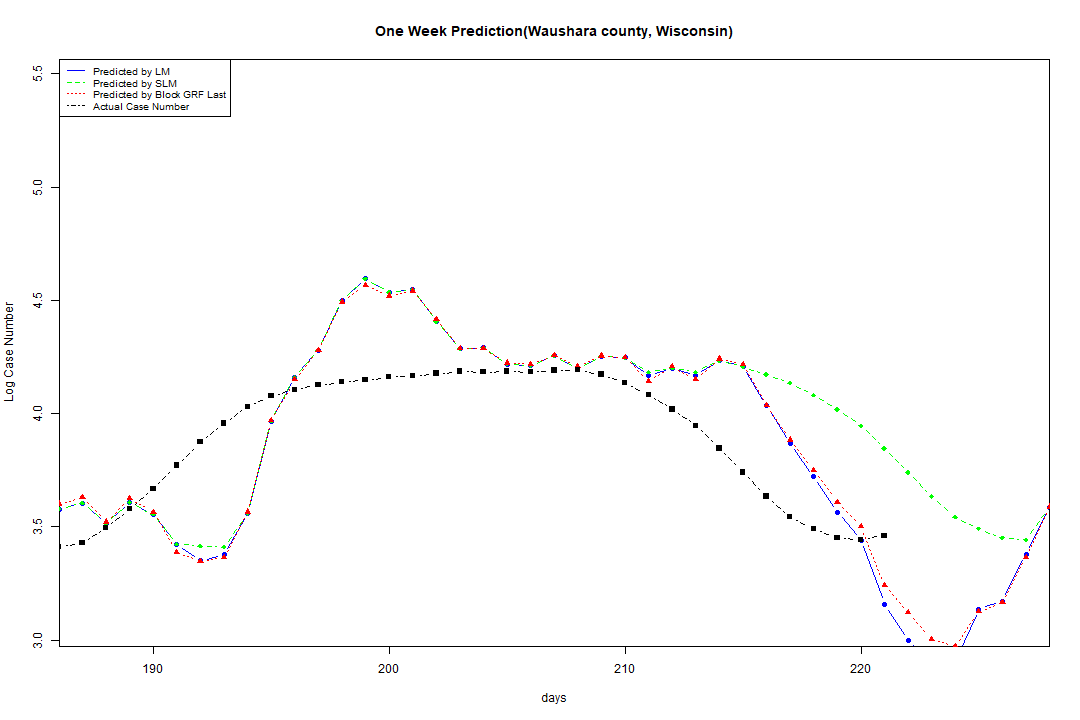 One Week Prediction(Waushara county, Wisconsin)
Predicted by LM
Predicted by SLM
Predicted by Block GRF Last
Actual Case Number
5.5
5.0
4.5
4.0
3.5
3.0
Log Case Number
190 200 210 220
days